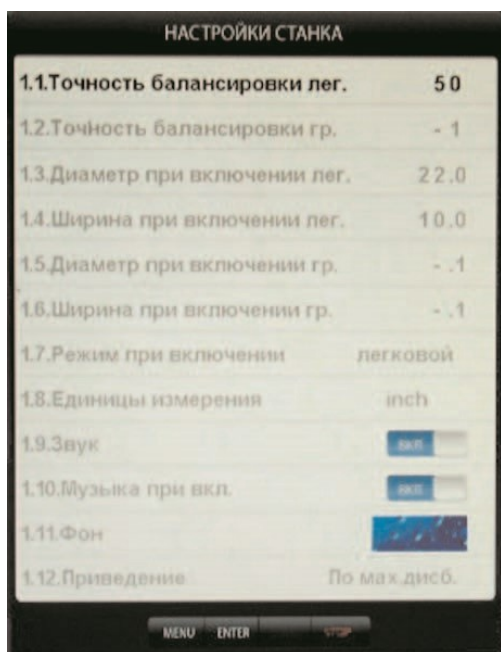 НАСТРОЙКИ СТАНКА
1.1.Точность балансировки лег. 50
1.2.Точность балансировки гр. - 1
1.3.Диаметр при включении лег. 22.0
1.4.Ширина при включении лег. 10.0
1.5.Диаметр при включении гр. - .1
1.6.Ширина при включении гр. - .1
1.7.Режим при включении легковой
1.8.Единицы измерения inch
1.9.Звук вкл
1.10.Музыка при вкл. вкл
1.11.Фон
1.12.Приведение По мах.дисб.
MENU ENTER STOP